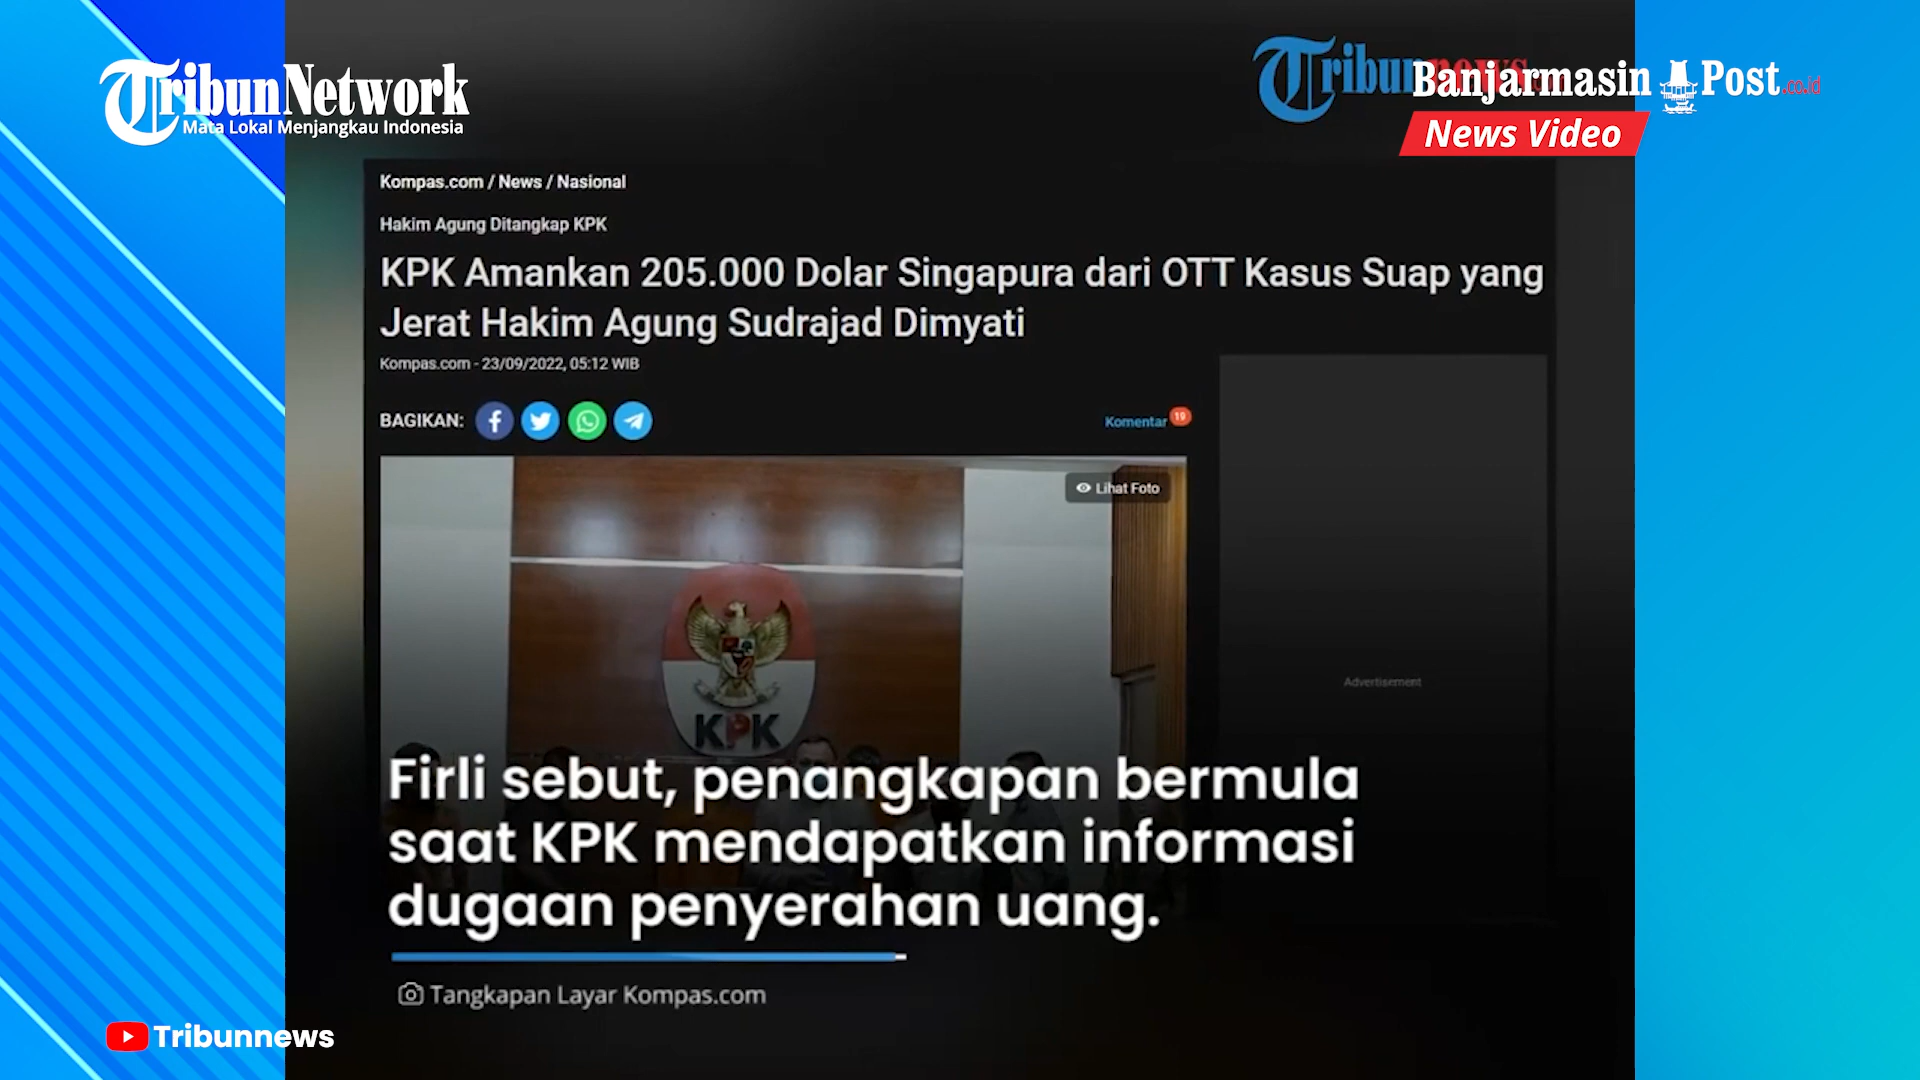 TribunNetwork
Mata Lokal Menjangkau Indonesia
Tribunnews
Banjarmasin Post.co.id
News Video
Kompas.com / News / Nasional
Hakim Agung Ditangkap KPK
KPK Amankan 205.000 Dolar Singapura dari OTT Kasus Suap yang
Jerat Hakim Agung Sudrajad Dimyati
Kompas.com - 23/09/2022, 05:12 WIB
BAGIKAN:
Komentar 19
Lihat Foto
Advertisement
KPK
Firli sebut, penangkapan bermula
saat KPK mendapatkan informasi
dugaan penyerahan uang.
Tangkapan Layar Kompas.com
Tribunnews